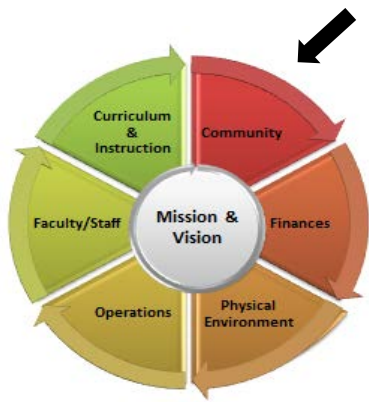 Curriculum
&
Instruction
Community
Faculty/Staff
Mission &
Vision
Finances
Operations
Physical
Environment